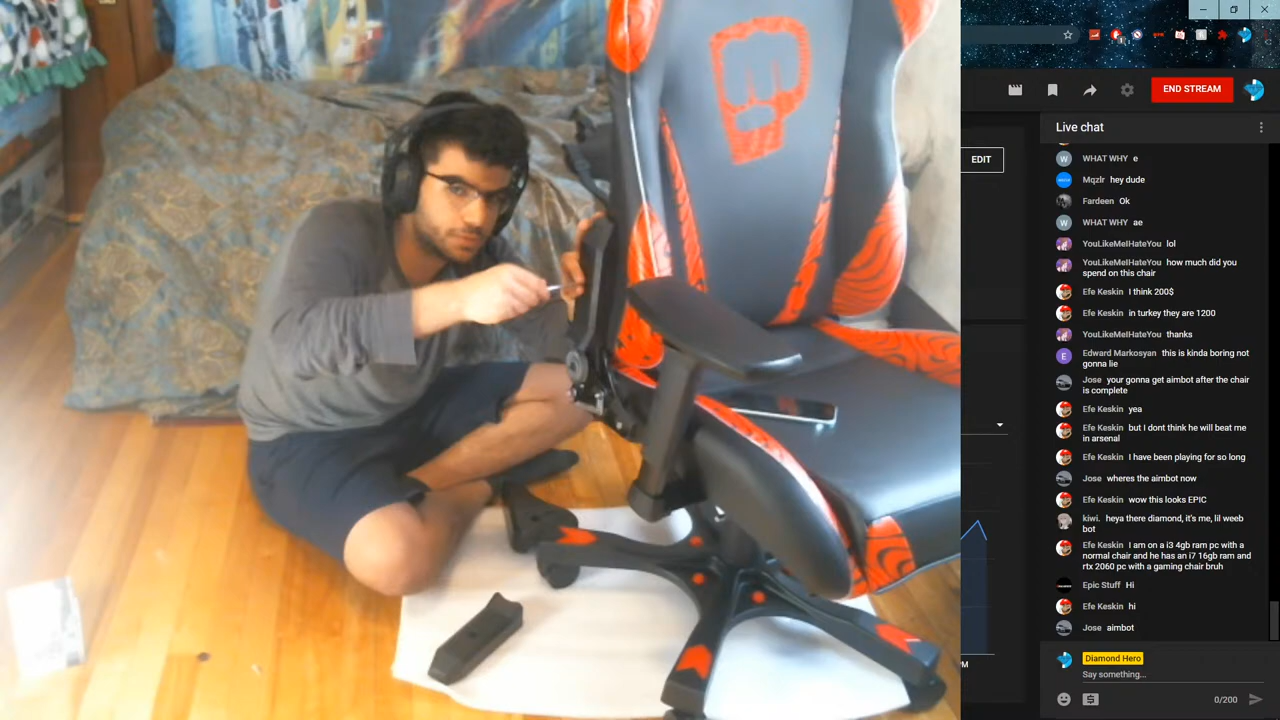 END STREAM
Live chat
EDIT
WHAT WHY e
Mqzlr hey dude
Fardeen Ok
WHAT WHY ae
YouLikeMeIHateYou lol
YouLikeMeIHateYou how much did you
spend on this chair
Efe Keskin I think 200$
Efe Keskin in turkey they are 1200
YouLikeMeIHateYou thanks
Edward Markosyan this is kinda boring not
gonna lie
Jose your gonna get aimbot after the chair
is complete
Efe Keskin yea
Efe Keskin but I dont think he will beat me
in arsenal
Efe Keskin I have been playing for so long
Jose wheres the aimbot now
Efe Keskin wow this looks EPIC
kiwi. heya there diamond, it's me, lil weeb
bot
Efe Keskin I am on a i3 4gb ram pc with a
normal chair and he has an i7 16gb ram and
rtx 2060 pc with a gaming chair bruh
Epic Stuff Hi
Efe Keskin hi
Jose aimbot
PM
Diamond Hero
Say something...
0/200